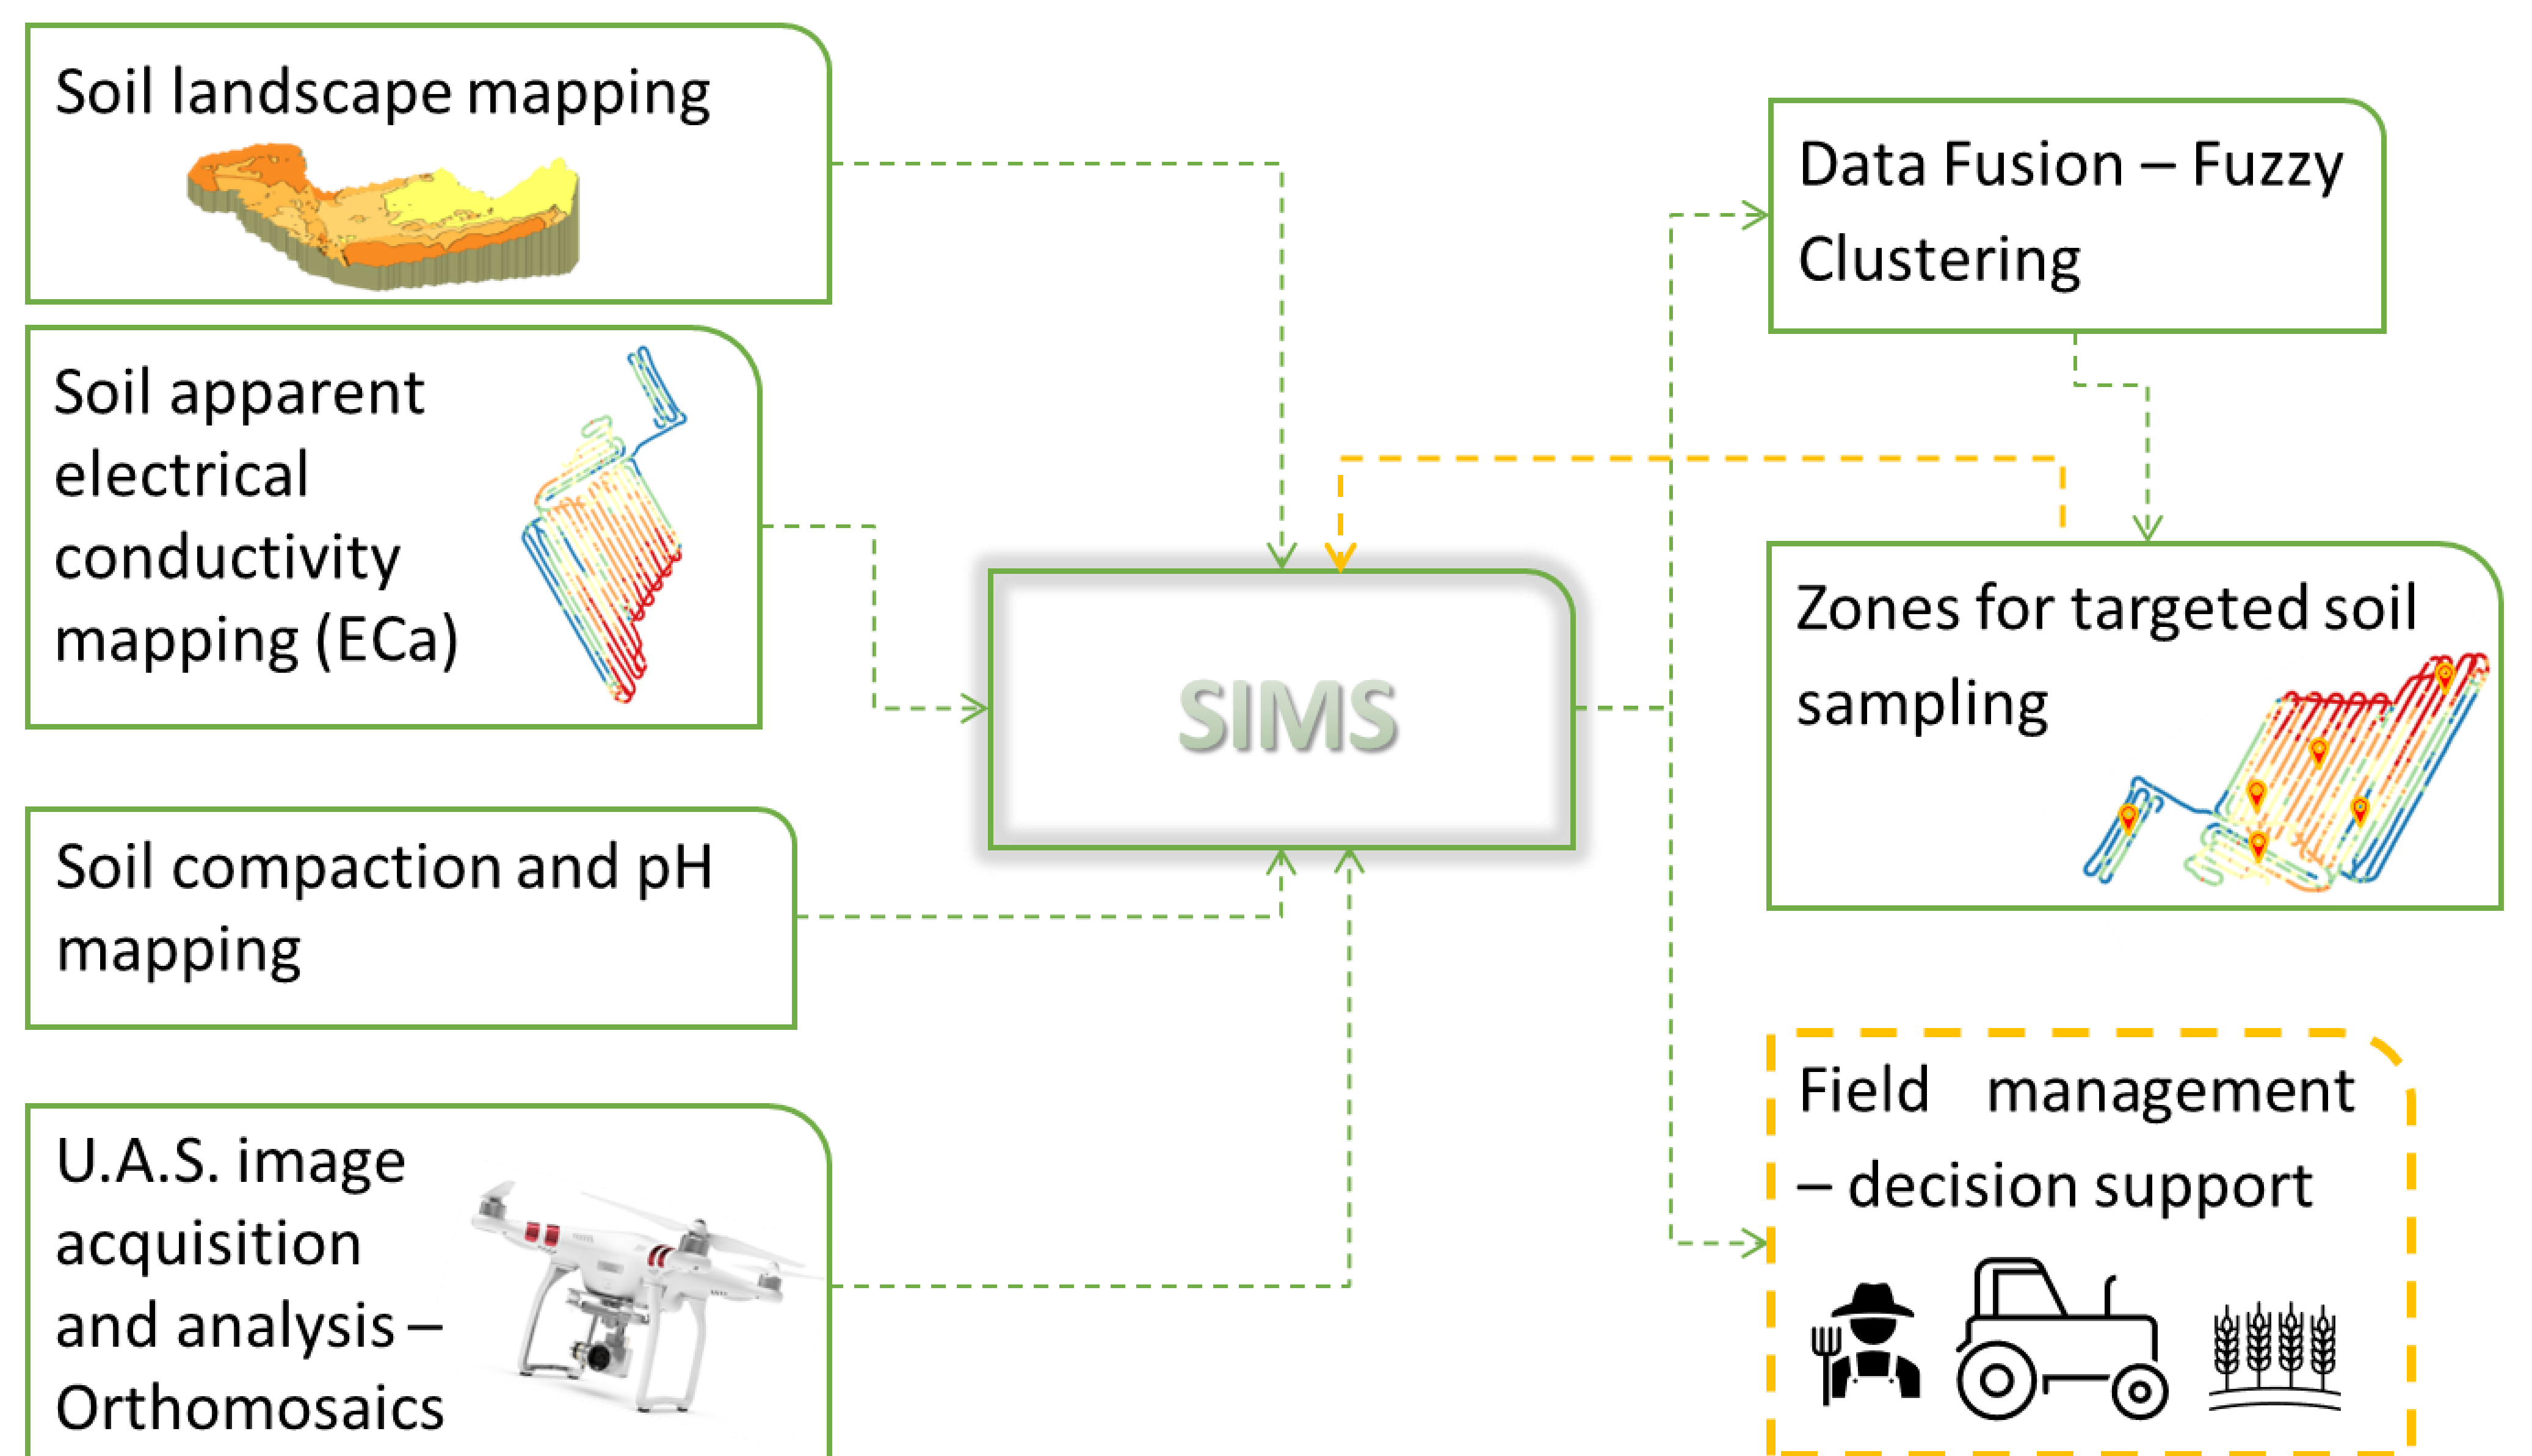 Soil landscape mapping
Soil apparent
electrical
conductivity
mapping (ECa)
Soil compaction and pH
mapping
U.A.S. image
acquisition
and analysis –
Orthomosaics
SIMS
Data Fusion – Fuzzy
Clustering
Zones for targeted soil
sampling
Field management
– decision support